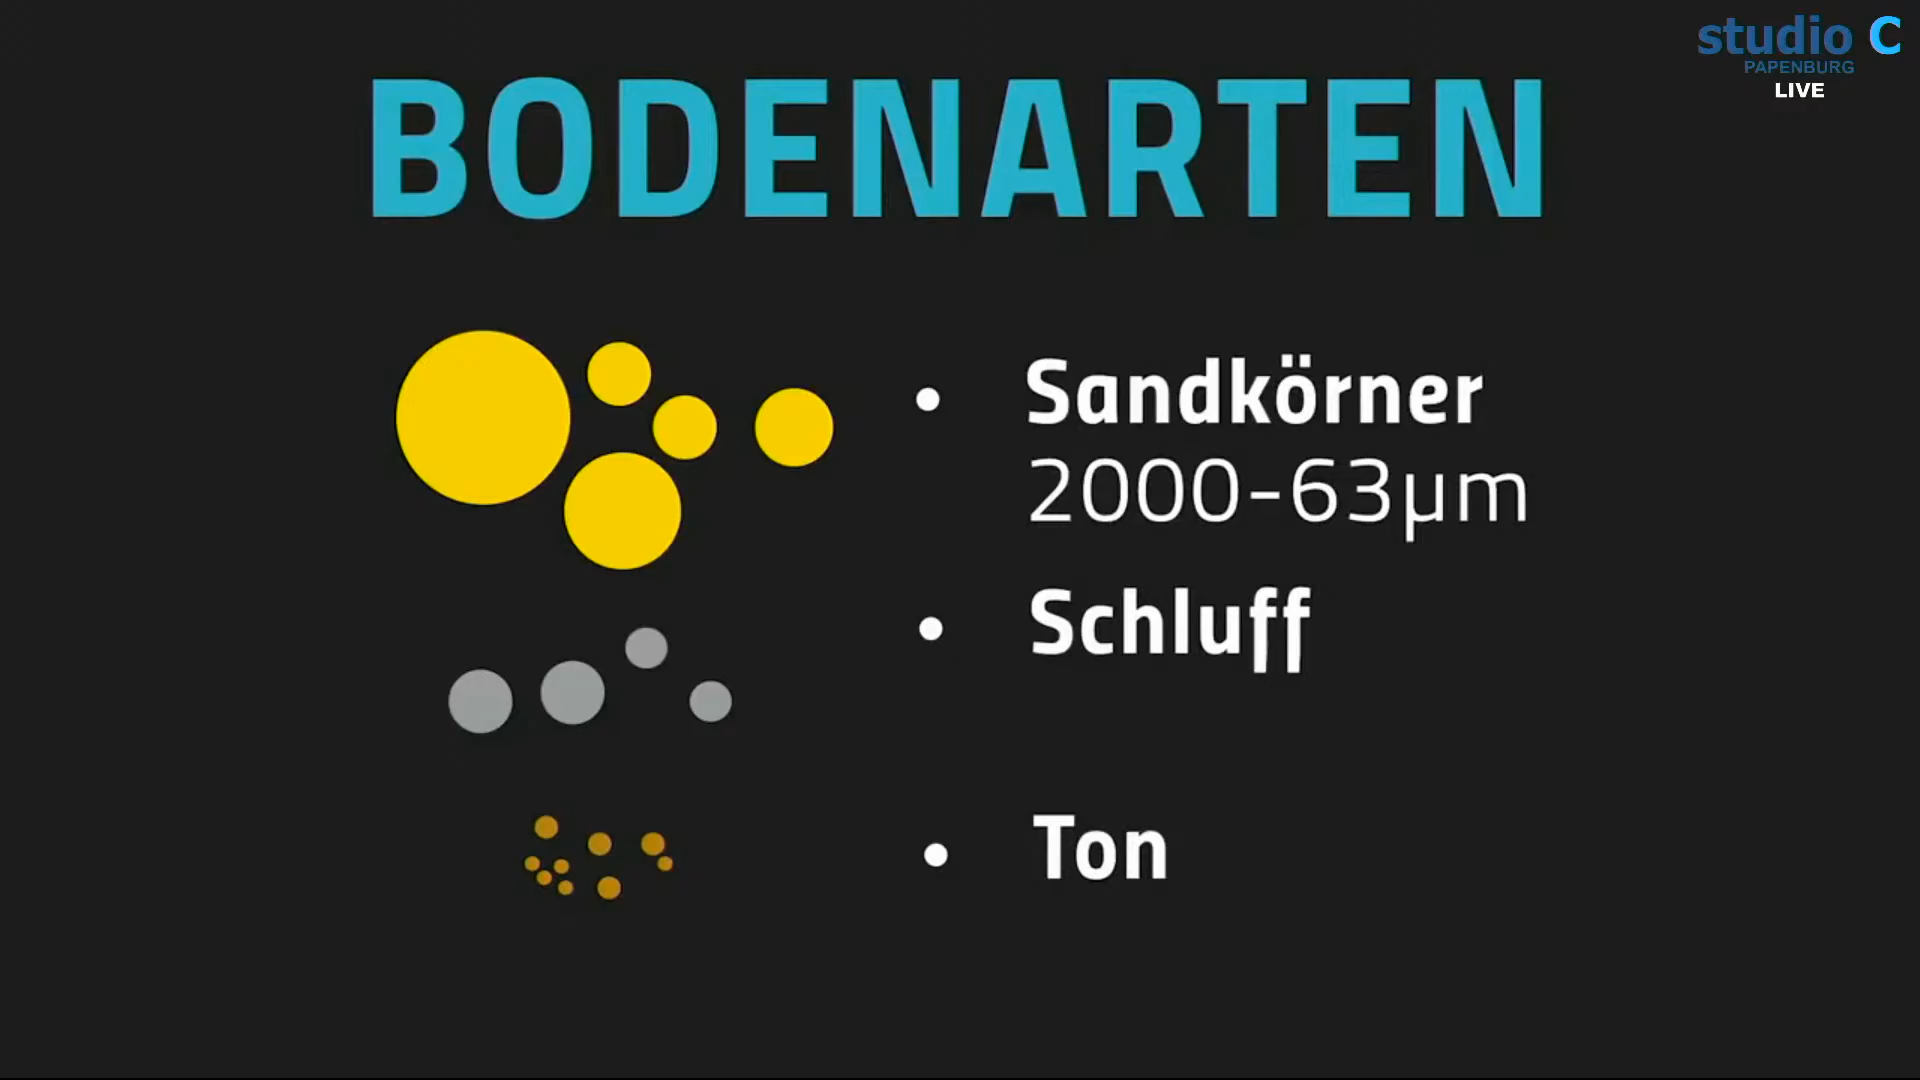 studio C
PAPENBURG
LIVE
BODENARTEN
• Sandkörner
2000-63µm
• Schluff
• Ton